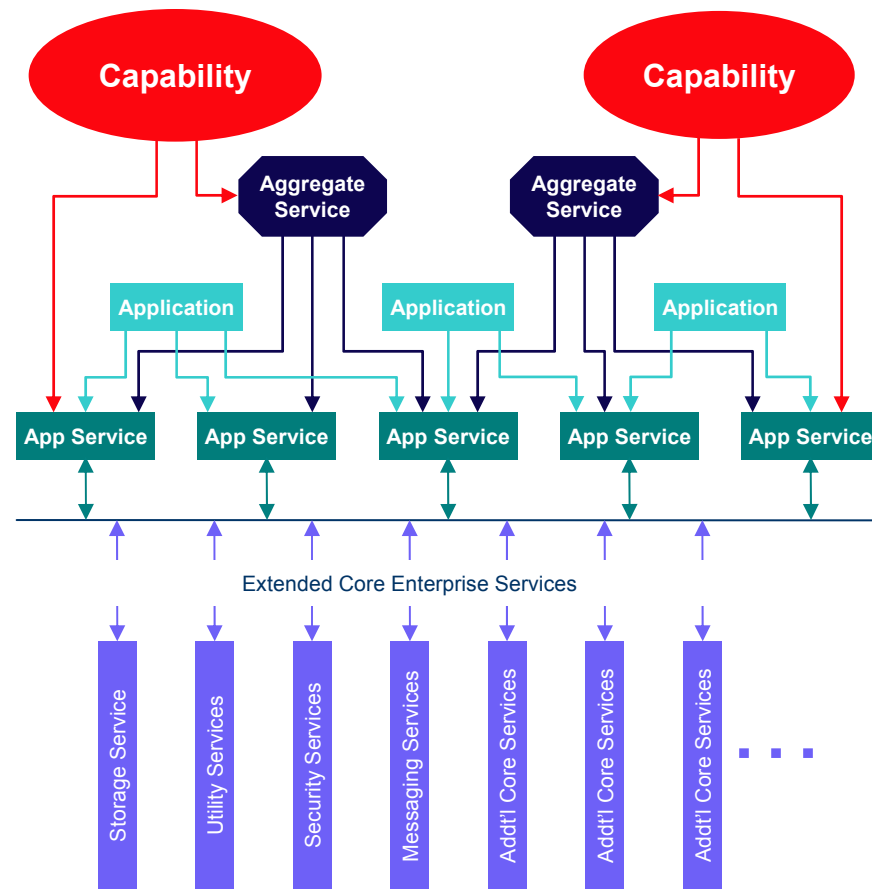 Capability
Capability
Aggregate
Service
Aggregate
Service
Application
Application
Application
App Service
App Service
App Service
App Service
App Service
Extended Core Enterprise Services
Storage Service
Utility Services
Security Services
Messaging Services
Addt'l Core Services
Addt'l Core Services
Addt'l Core Services